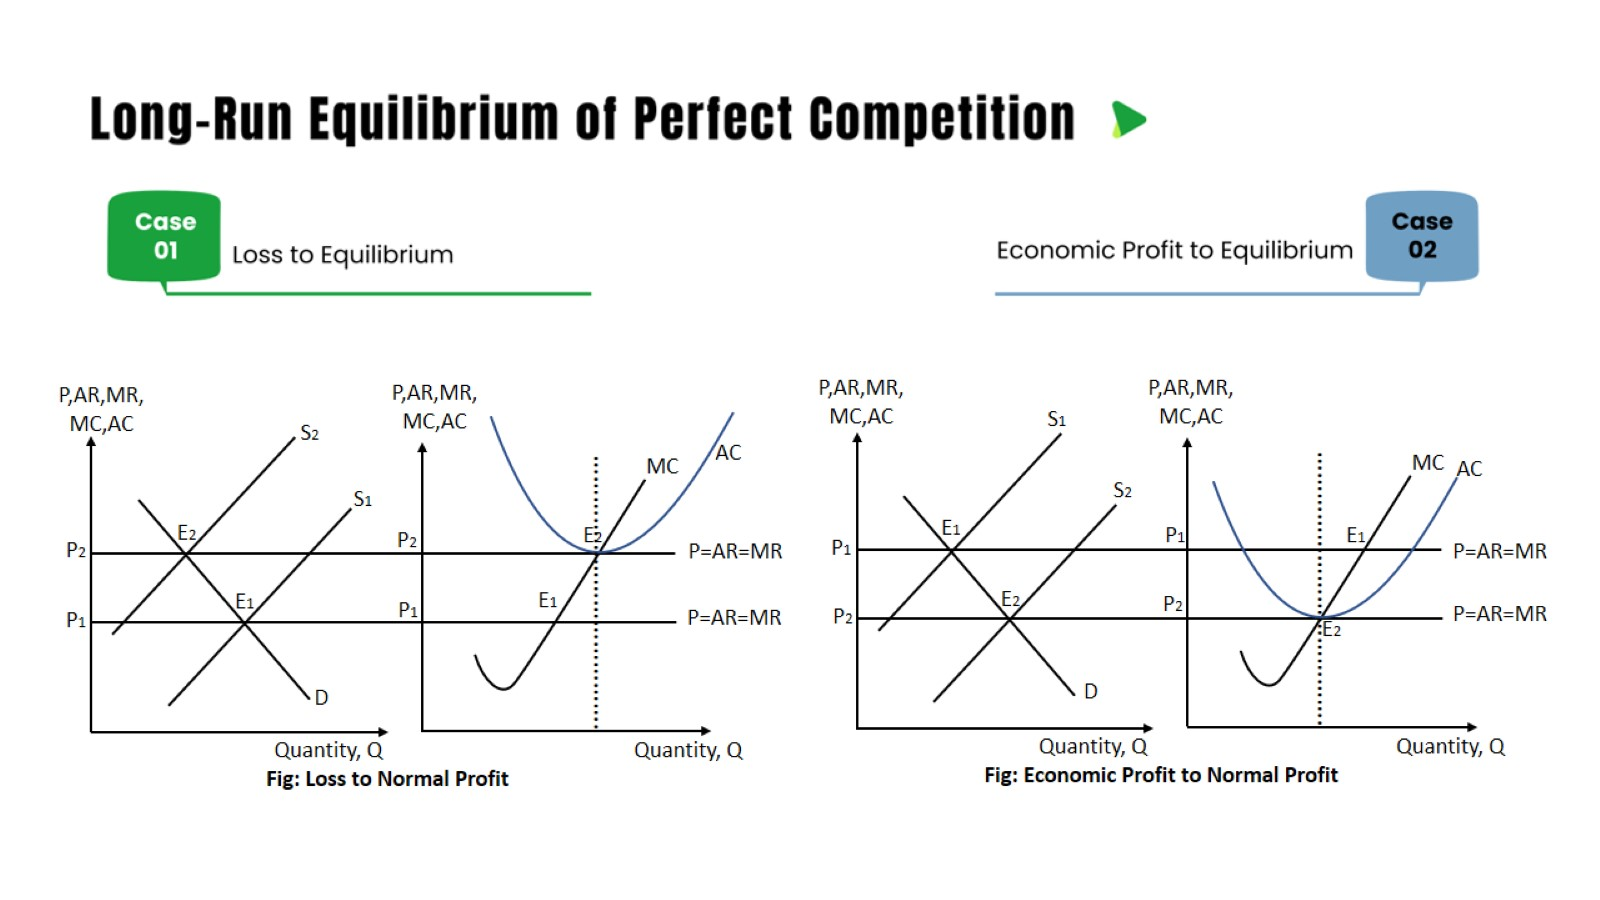 Long-Run Equilibrium of Perfect Competition
Case
01
Loss to Equilibrium
Economic Profit to Equilibrium
Case
02
P,AR,MR,
MC,AC
S2
S1
E2
E1
P2
P1
D
Quantity, Q
P,AR,MR,
MC,AC
MC
AC
P2
E2
P=AR=MR
P1
E1
P=AR=MR
Quantity, Q
Fig: Loss to Normal Profit
P,AR,MR,
MC,AC
S1
S2
E1
P1
E2
P2
D
Quantity, Q
P,AR,MR,
MC,AC
MC
AC
P1
E1
P=AR=MR
P2
P=AR=MR
E2
Quantity, Q
Fig: Economic Profit to Normal Profit